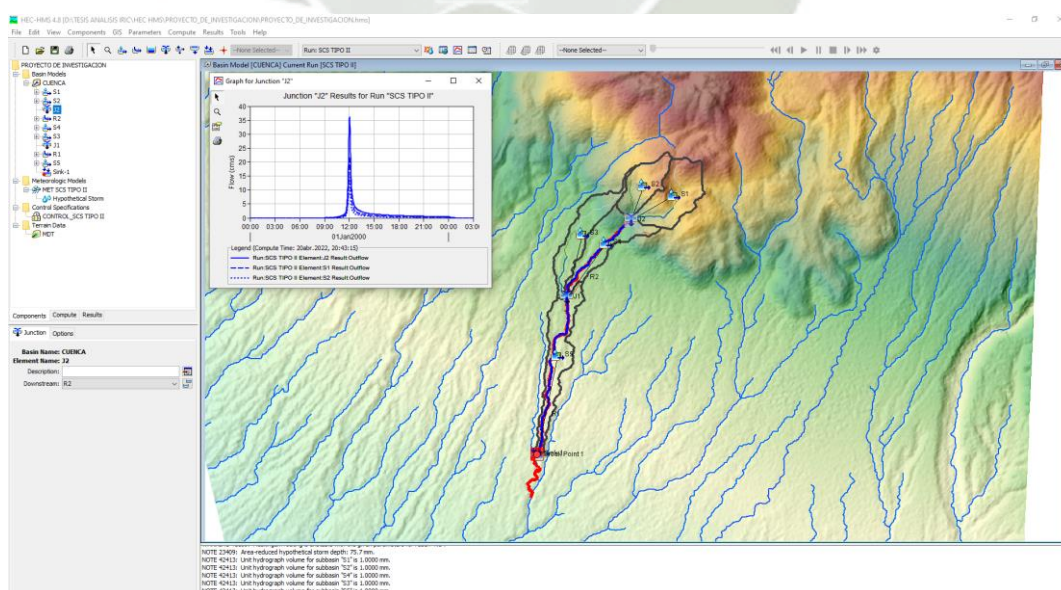 HEC-HMS 4.8 [D:\TESIS ANALISIS IRIC\HEC HMS\PROYECTO_DE_INVESTIGACION\PROYECTO_DE_INVESTIGACION.hms]
File Edit View Components GIS Parameters Compute Results Tools Help
--None Selected-- Run: SCS TIPO II --None Selected--
PROYECTO DE INVESTIGACION
Basin Models
CUENCA
S1
S2
J2
R2
S4
S3
J1
R1
S5
Sink-1
Meteorologic Models
MET SCS TIPO II
Hypothetical Storm
Control Specifications
CONTROL_SCS TIPO II
Terrain Data
MDT
Components Compute Results
Junction Options
Basin Name: CUENCA
Element Name: J2
Description:
Downstream: R2
Basin Model [CUENCA] Current Run [SCS TIPO II]
Graph for Junction "J2"
Junction "J2" Results for Run "SCS TIPO II"
Flow (cms)
40
35
30
25
20
15
10
5
0
00:00 03:00 06:00 09:00 12:00 15:00 18:00 21:00 00:00 03:00
01Jan2000
Legend (Compute Time: 20abr.2022, 20:43:15)
Run:SCS TIPO II Element:J2 Result:Outflow
Run:SCS TIPO II Element:S1 Result:Outflow
Run:SCS TIPO II Element:S2 Result:Outflow
S2
S1
J2
S3
R2
J1
S5
R1
Point 1
NOTE 23409: Area-reduced hypothetical storm depth: 75.7 mm.
NOTE 42413: Unit hydrograph volume for subbasin "S1" is 1.0000 mm.
NOTE 42413: Unit hydrograph volume for subbasin "S2" is 1.0000 mm.
NOTE 42413: Unit hydrograph volume for subbasin "S4" is 1.0000 mm.
NOTE 42413: Unit hydrograph volume for subbasin "S3" is 1.0000 mm.